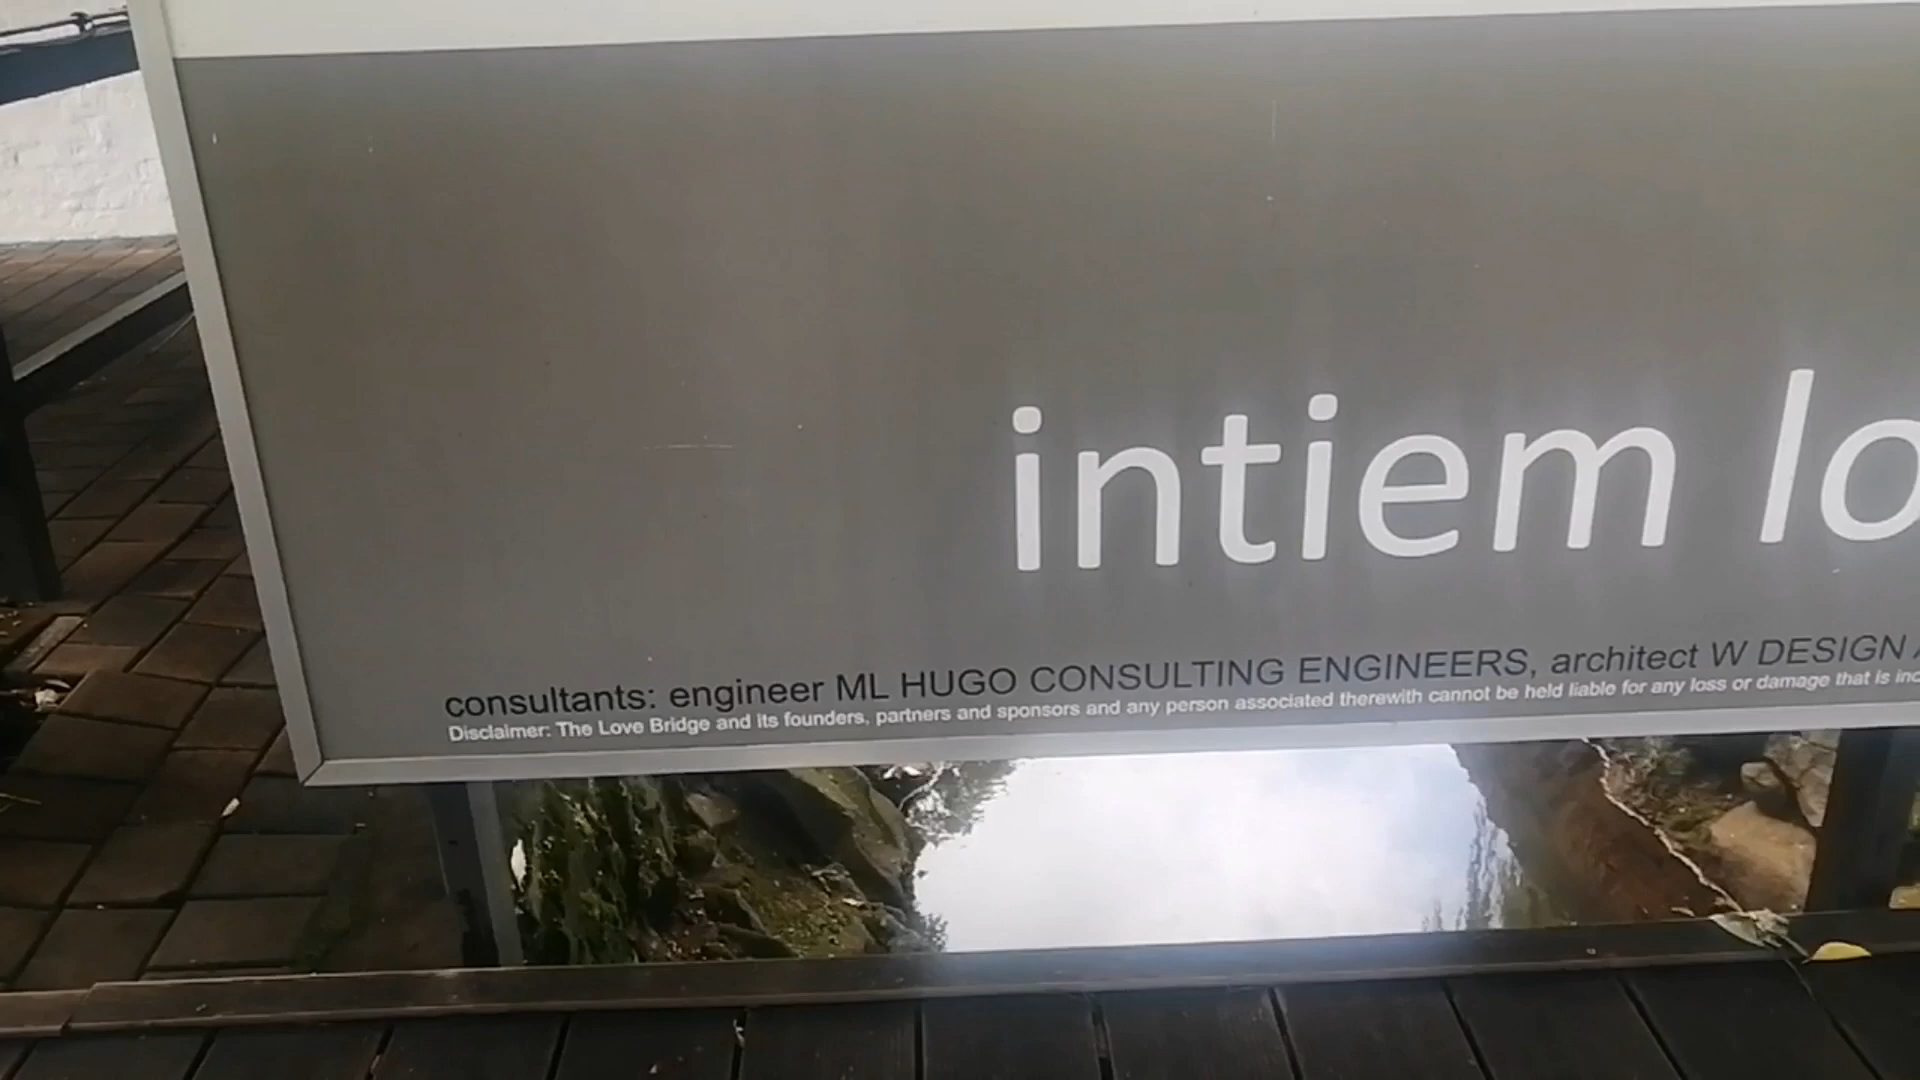 intiem lo
consultants: engineer ML HUGO CONSULTING ENGINEERS, architect W DESIGN
Disclaimer: The Love Bridge and its founders, partners and sponsors and any person associated therewith cannot be held liable for any loss or damage that is inc